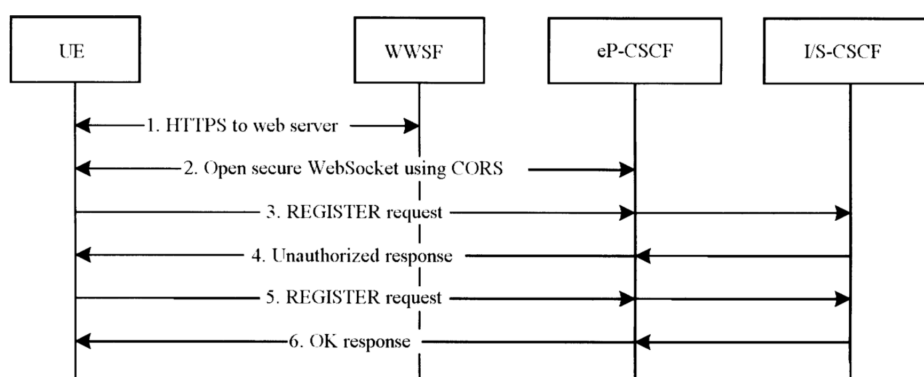 UE
WWSF
eP-CSCF
I/S-CSCF
1. HTTPS to web server
2. Open secure WebSocket using CORS
3. REGISTER request
4. Unauthorized response
5. REGISTER request
6. OK response